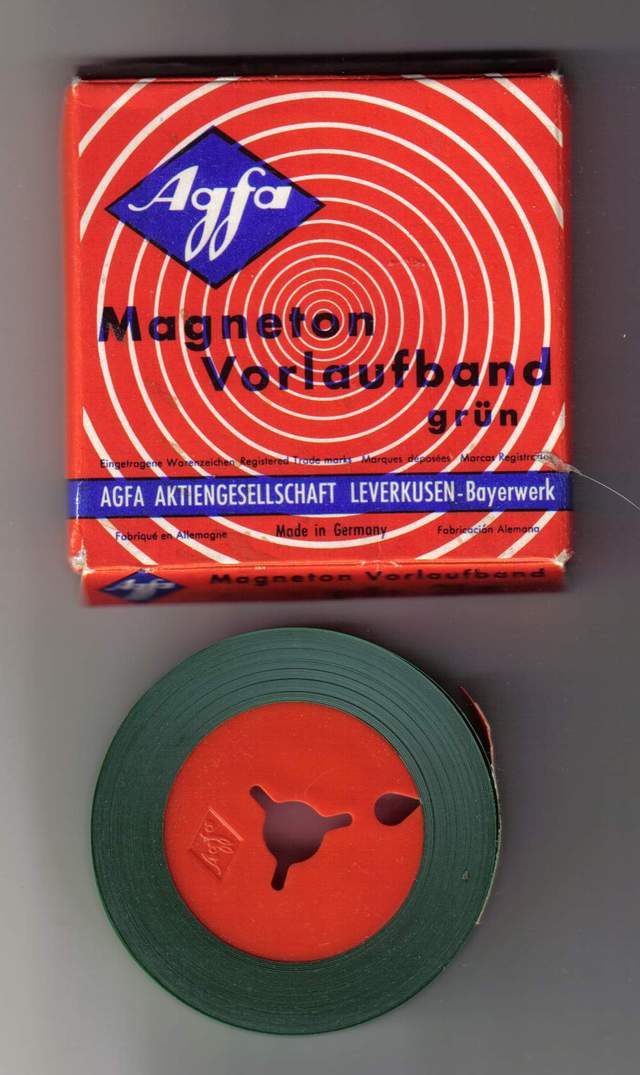 Agfa
Magneton
Vorlaufband
grün
Eingetragene Warenzeichen Registered Trade marks Marques déposées Marcas Registradas
AGFA AKTIENGESELLSCHAFT LEVERKUSEN-Bayerwerk
Fabriqué en Allemagne Made in Germany Fabricación Alemana
Magneton Vorlaufband
Agfa